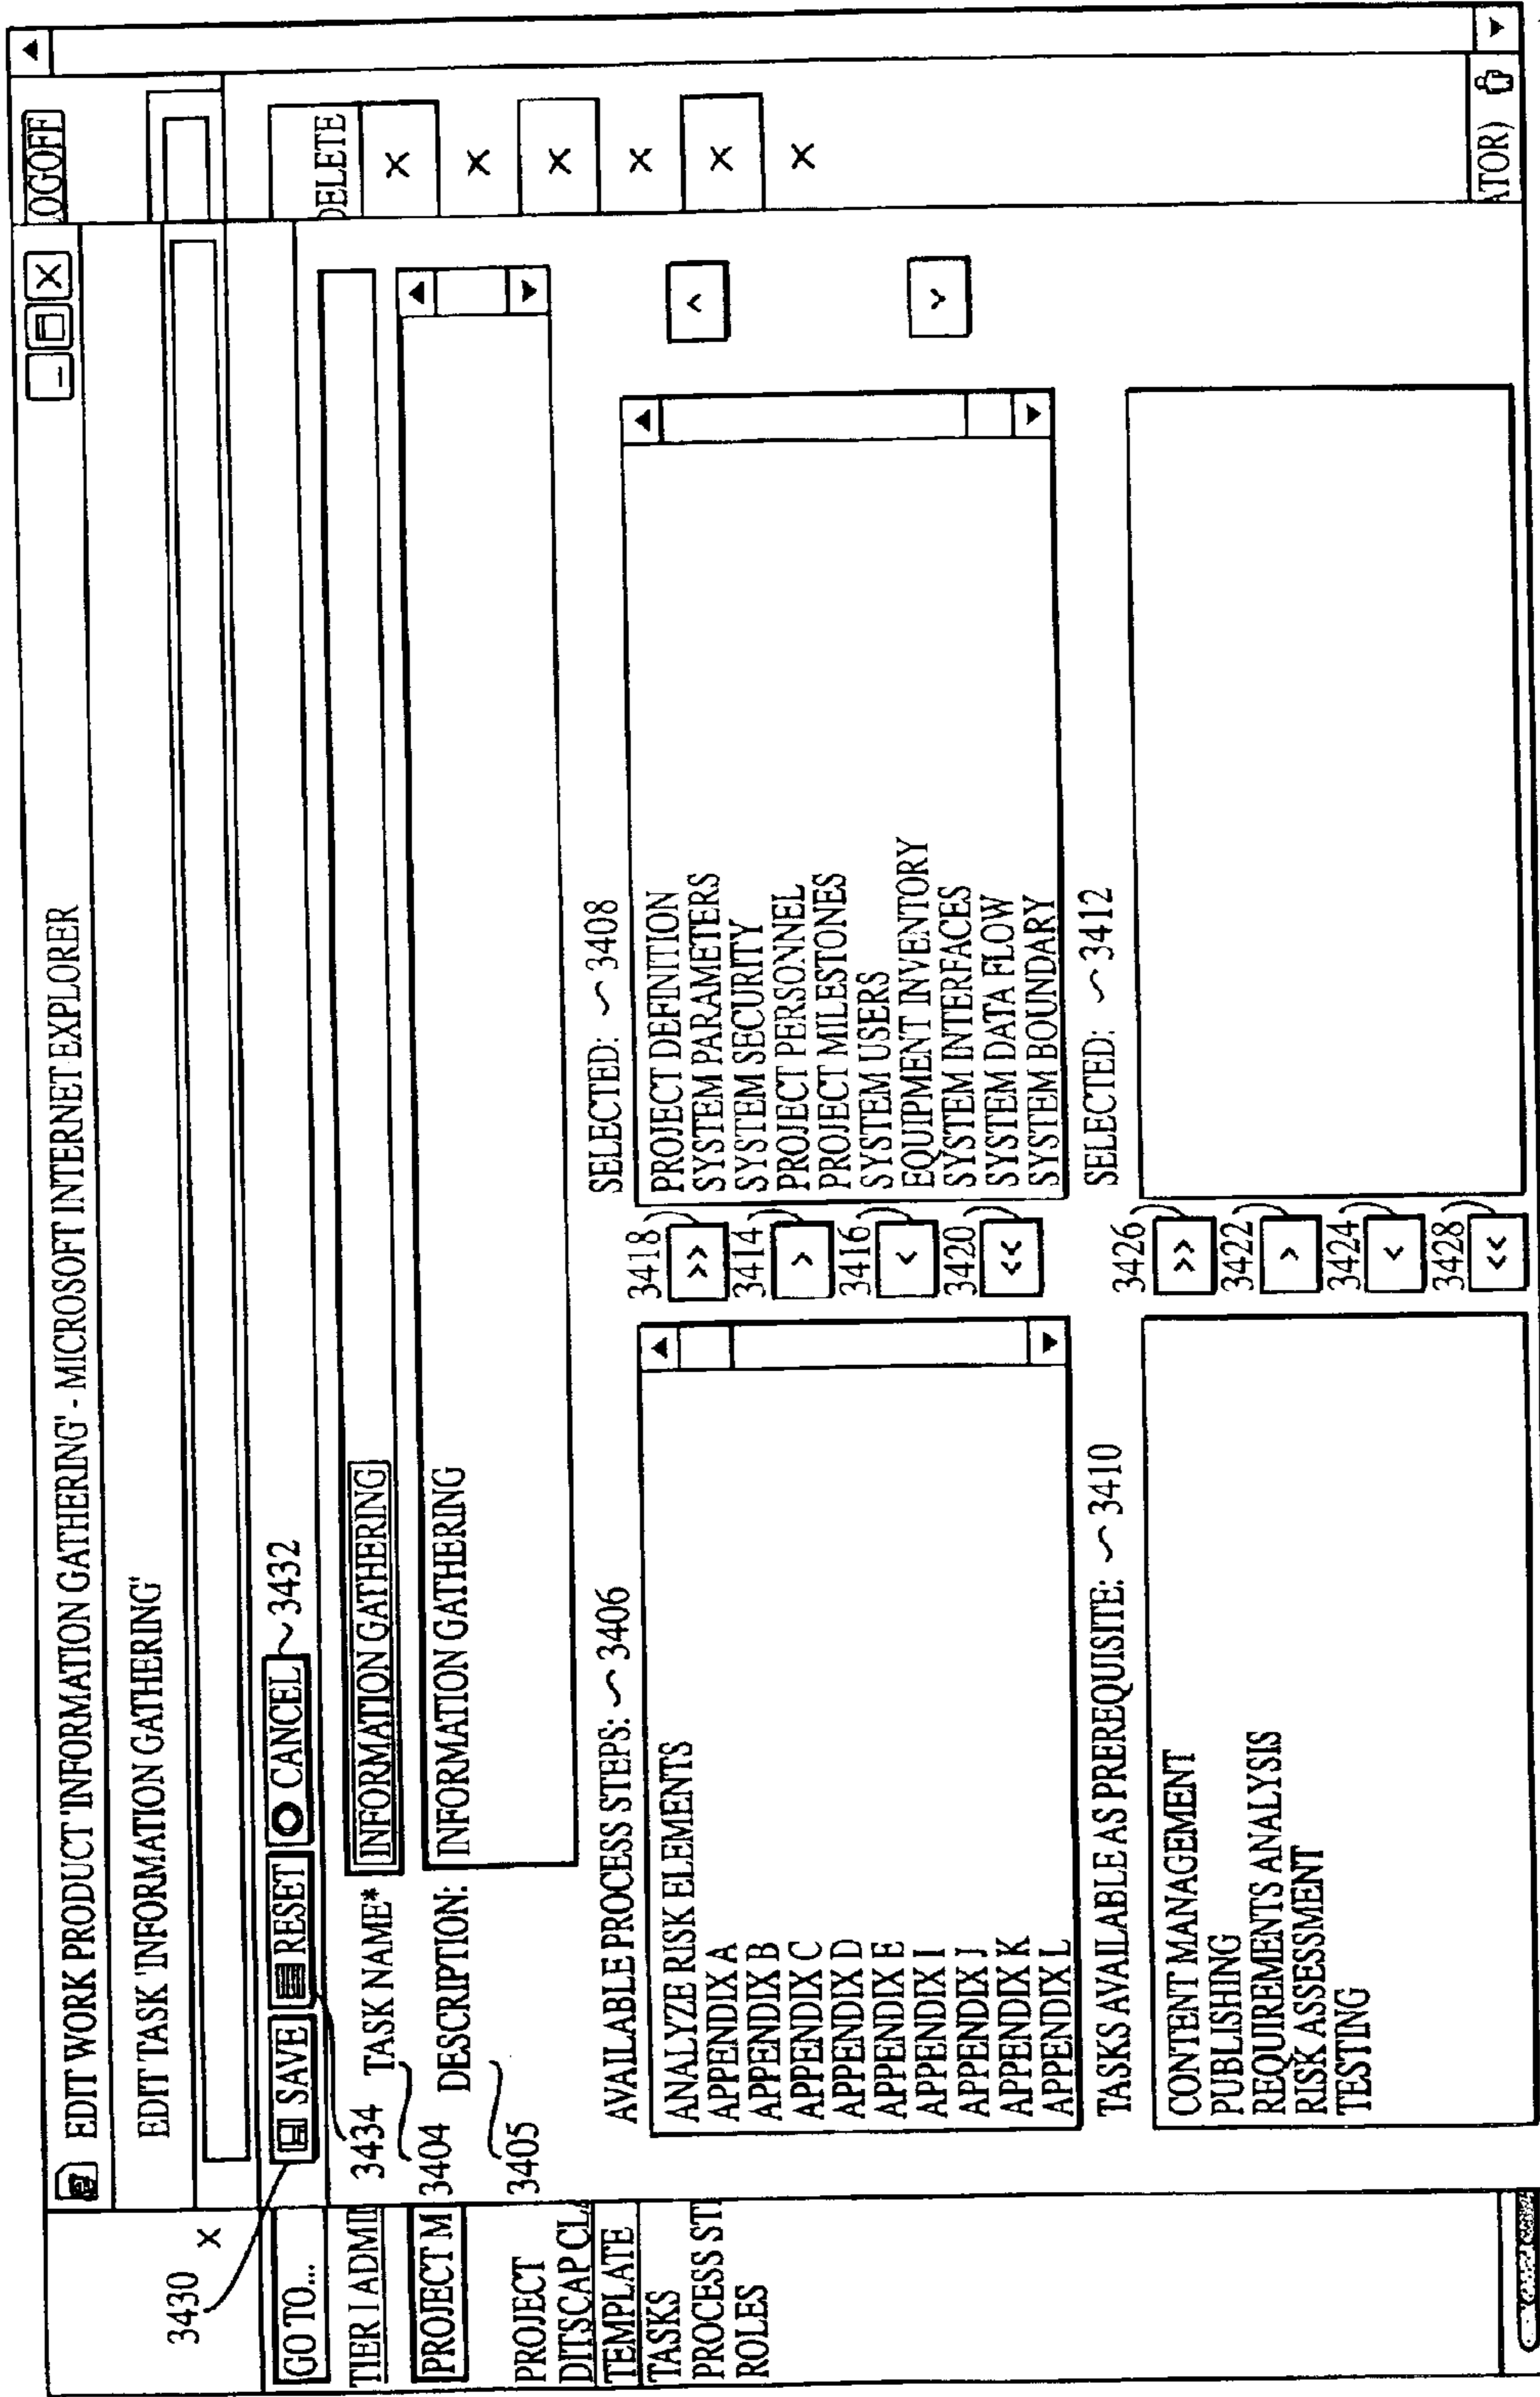 EDIT WORK PRODUCT 'INFORMATION GATHERING' - MICROSOFT INTERNET EXPLORER
OGOFF
EDIT TASK 'INFORMATION GATHERING'
3430
X
SAVE RESET CANCEL 3432
GO TO...
3434
TIER I ADMIN
TASK NAME* INFORMATION GATHERING
DELETE
3404
PROJECT M
DESCRIPTION: INFORMATION GATHERING
X
X
X
X
X
X
3405
PROJECT
DITSCAP CLA
TEMPLATE
TASKS
PROCESS ST
ROLES
AVAILABLE PROCESS STEPS: 3406
ANALYZE RISK ELEMENTS
APPENDIX A
APPENDIX B
APPENDIX C
APPENDIX D
APPENDIX E
APPENDIX I
APPENDIX J
APPENDIX K
APPENDIX L
3418
>>
3414
>
3416
<
3420
<<
SELECTED: 3408
PROJECT DEFINITION
SYSTEM PARAMETERS
SYSTEM SECURITY
PROJECT PERSONNEL
PROJECT MILESTONES
SYSTEM USERS
EQUIPMENT INVENTORY
SYSTEM INTERFACES
SYSTEM DATA FLOW
SYSTEM BOUNDARY
TASKS AVAILABLE AS PREREQUISITE: 3410
CONTENT MANAGEMENT
PUBLISHING
REQUIREMENTS ANALYSIS
RISK ASSESSMENT
TESTING
3426
>>
3422
>
3424
<
3428
<<
SELECTED: 3412
ATOR)